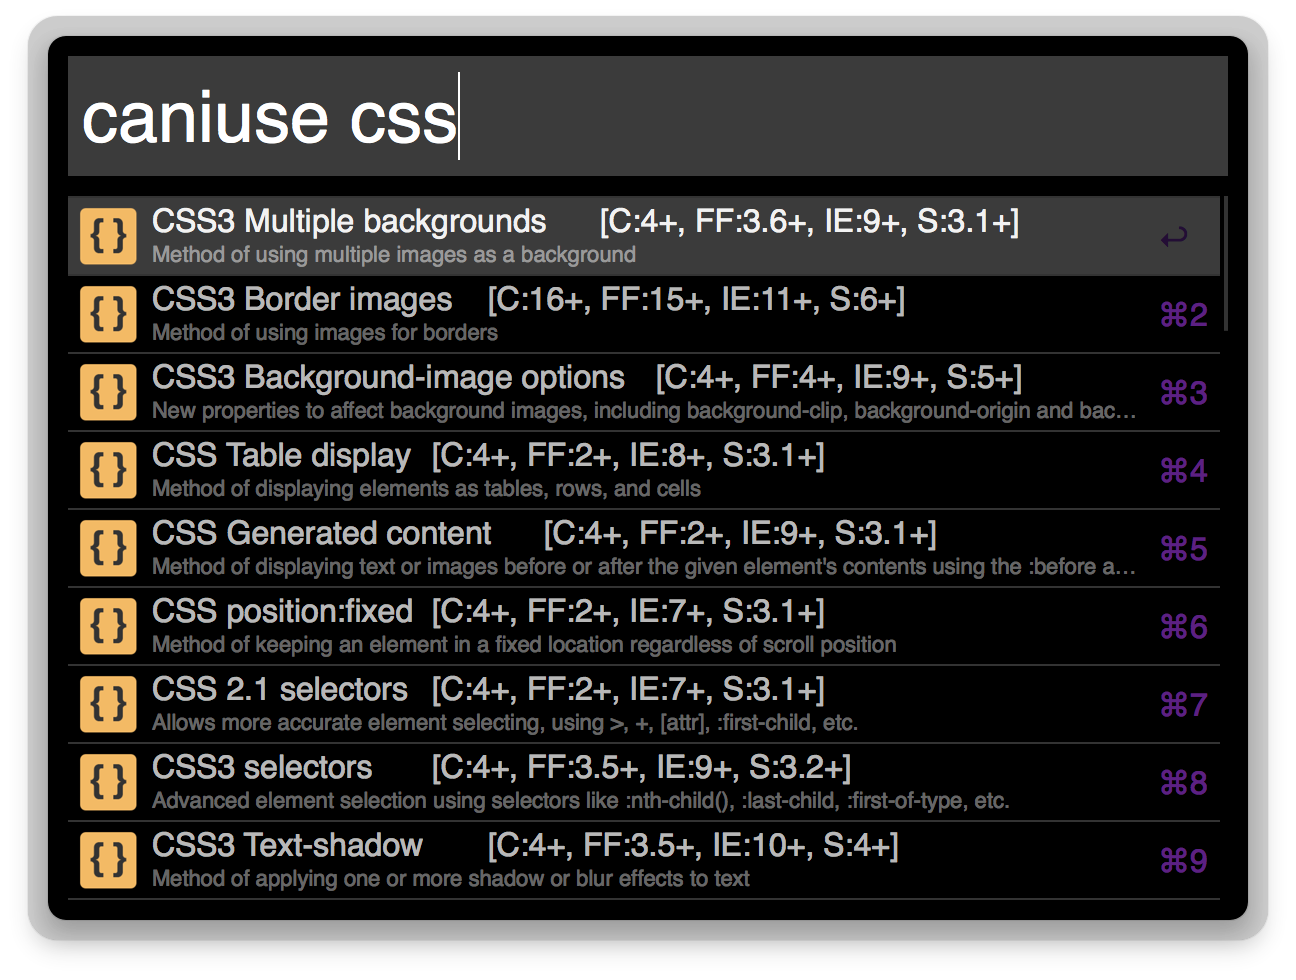 caniuse css
CSS3 Multiple backgrounds [C:4+, FF:3.6+, IE:9+, S:3.1+]
Method of using multiple images as a background
↩
CSS3 Border images [C:16+, FF:15+, IE:11+, S:6+]
Method of using images for borders
⌘2
CSS3 Background-image options [C:4+, FF:4+, IE:9+, S:5+]
New properties to affect background images, including background-clip, background-origin and bac...
⌘3
CSS Table display [C:4+, FF:2+, IE:8+, S:3.1+]
Method of displaying elements as tables, rows, and cells
⌘4
CSS Generated content [C:4+, FF:2+, IE:9+, S:3.1+]
Method of displaying text or images before or after the given element's contents using the :before a...
⌘5
CSS position:fixed [C:4+, FF:2+, IE:7+, S:3.1+]
Method of keeping an element in a fixed location regardless of scroll position
⌘6
CSS 2.1 selectors [C:4+, FF:2+, IE:7+, S:3.1+]
Allows more accurate element selecting, using >, +, [attr], :first-child, etc.
⌘7
CSS3 selectors [C:4+, FF:3.5+, IE:9+, S:3.2+]
Advanced element selection using selectors like :nth-child(), :last-child, :first-of-type, etc.
⌘8
CSS3 Text-shadow [C:4+, FF:3.5+, IE:10+, S:4+]
Method of applying one or more shadow or blur effects to text
⌘9